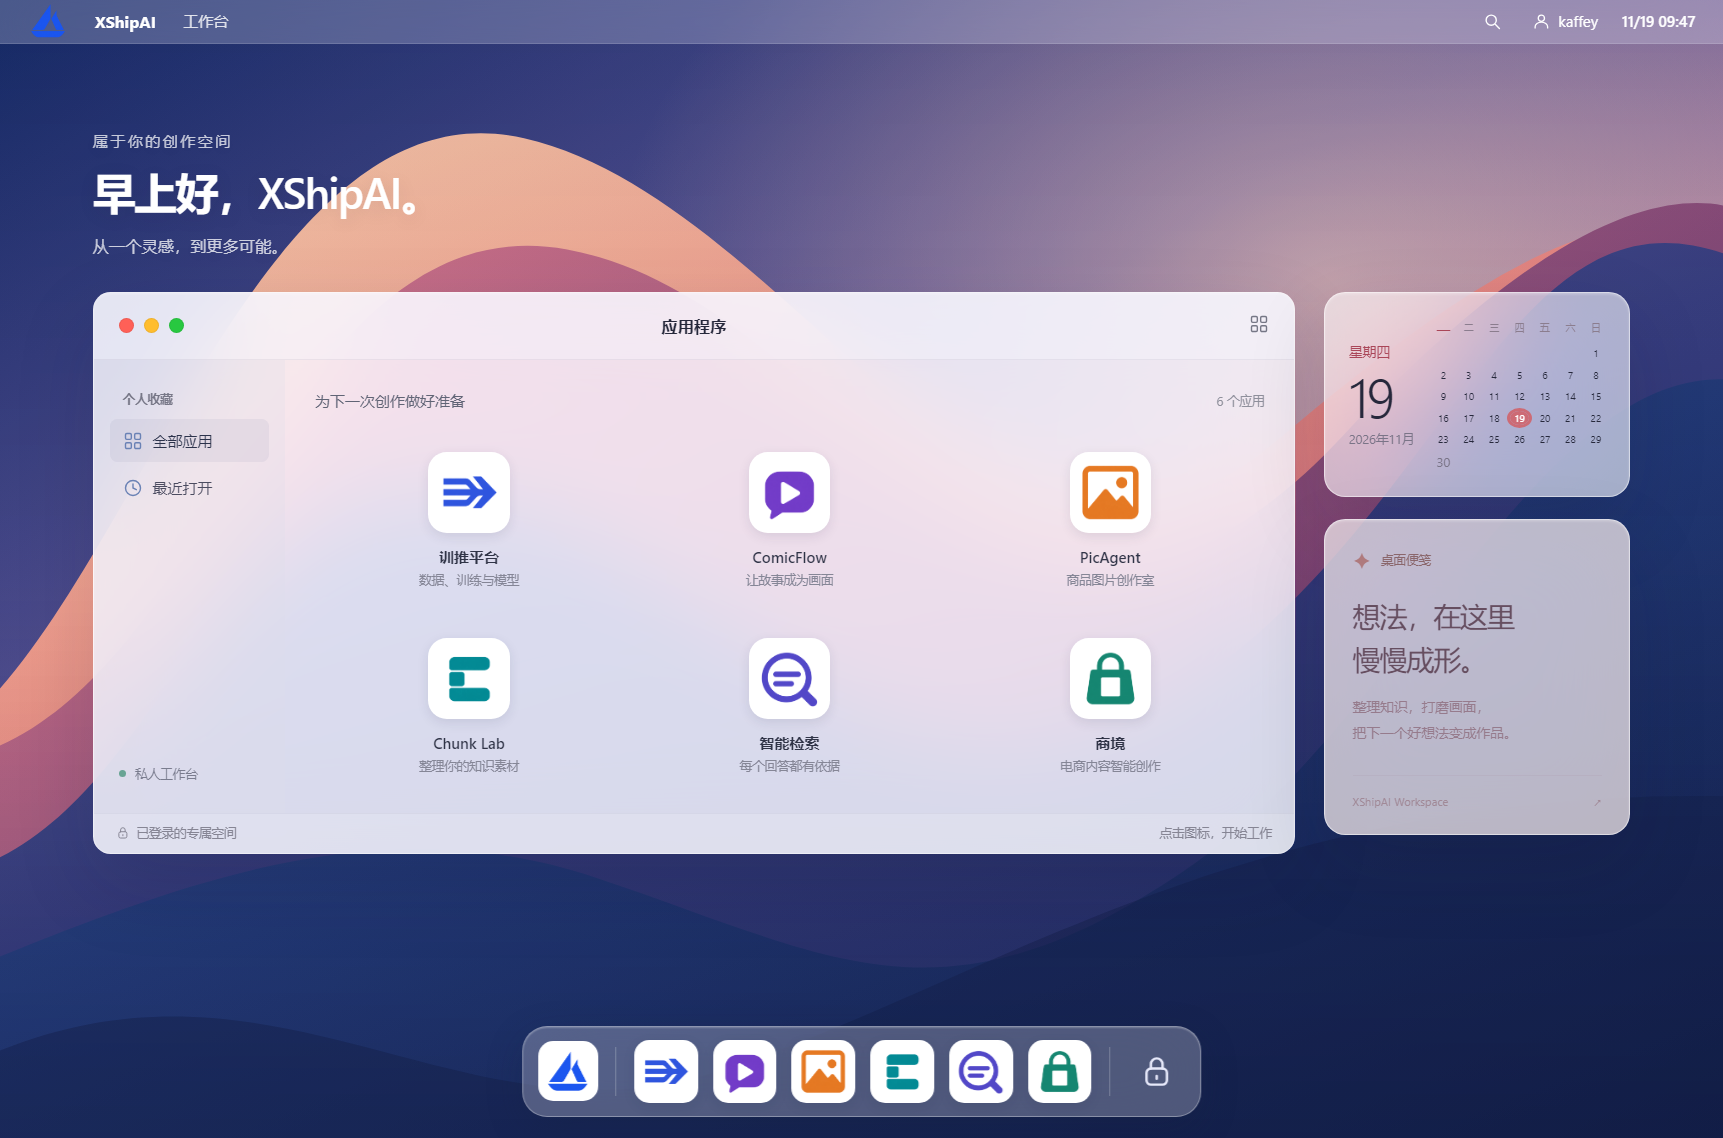 XShipAI 工作台 kaffey 11/19 09:47
属于你的创作空间
早上好，XShipAI。
从一个灵感，到更多可能。
应用程序
个人收藏
全部应用
最近打开
私人工作台
为下一次创作做好准备 6 个应用
训推平台
数据、训练与模型
ComicFlow
让故事成为画面
PicAgent
商品图片创作室
Chunk Lab
整理你的知识素材
智能检索
每个回答都有依据
商境
电商内容智能创作
已登录的专属空间 点击图标，开始工作
星期四
19
2026年11月
一 二 三 四 五 六 日
1
2 3 4 5 6 7 8
9 10 11 12 13 14 15
16 17 18 19 20 21 22
23 24 25 26 27 28 29
30
桌面便笺
想法，在这里
慢慢成形。
整理知识，打磨画面，
把下一个好想法变成作品。
XShipAI Workspace